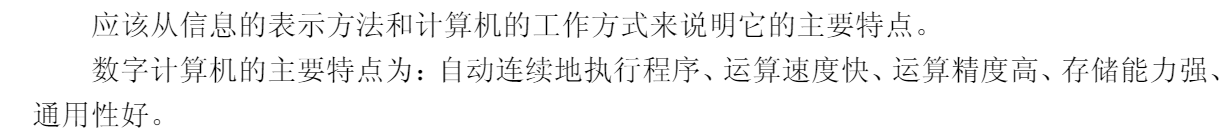 应该从信息的表示方法和计算机的工作方式来说明它的主要特点。
数字计算机的主要特点为：自动连续地执行程序、运算速度快、运算精度高、存储能力强、
通用性好。